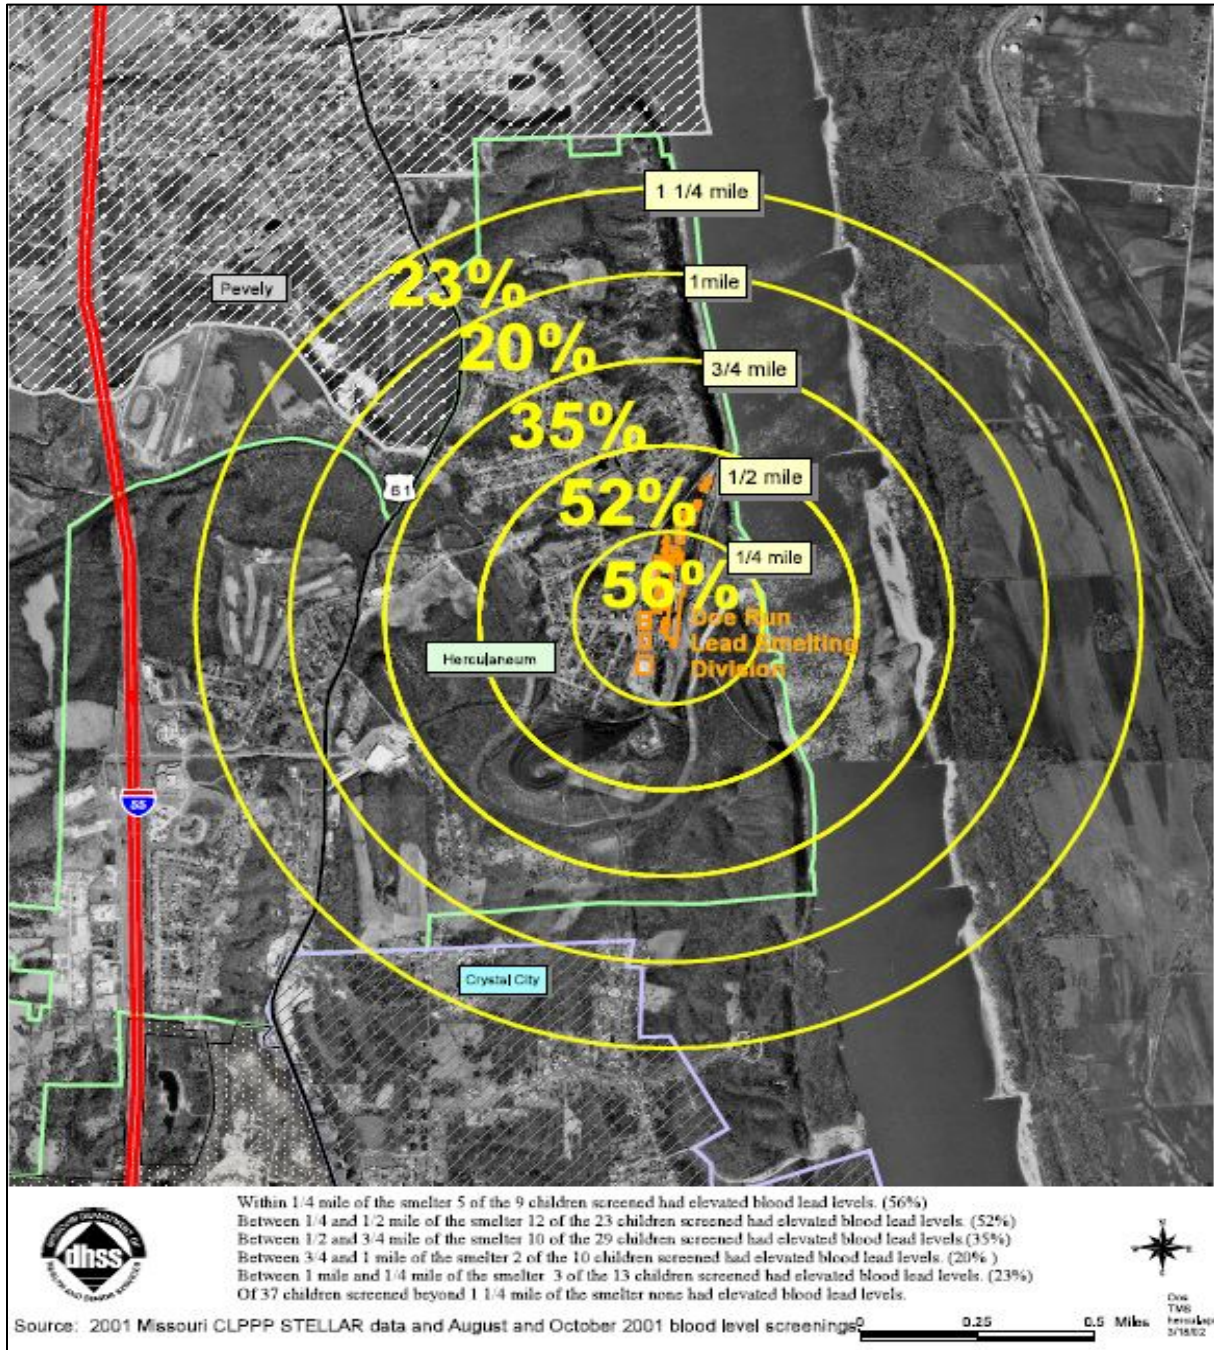 1 1/4 mile
1mile
Pevely
23%
20%
3/4 mile
35%
1/2 mile
61
52%
1/4 mile
56%
Doe Run
Lead Smelting
Division
Herculaneum
55
Crystal City
Within 1/4 mile of the smelter 5 of the 9 children screened had elevated blood lead levels. (56%)
Between 1/4 and 1/2 mile of the smelter 12 of the 23 children screened had elevated blood lead levels. (52%)
Between 1/2 and 3/4 mile of the smelter 10 of the 29 children screened had elevated blood lead levels.(35%)
Between 3/4 and 1 mile of the smelter 2 of the 10 children screened had elevated blood lead levels. (20% )
Between 1 mile and 1/4 mile of the smelter 3 of the 13 children screened had elevated blood lead levels. (23%)
Of 37 children screened beyond 1 1/4 mile of the smelter none had elevated blood lead levels.
dhss
Source: 2001 Missouri CLPPP STELLAR data and August and October 2001 blood level screenings
0 0.25 0.5 Miles
TMS
3/18/02